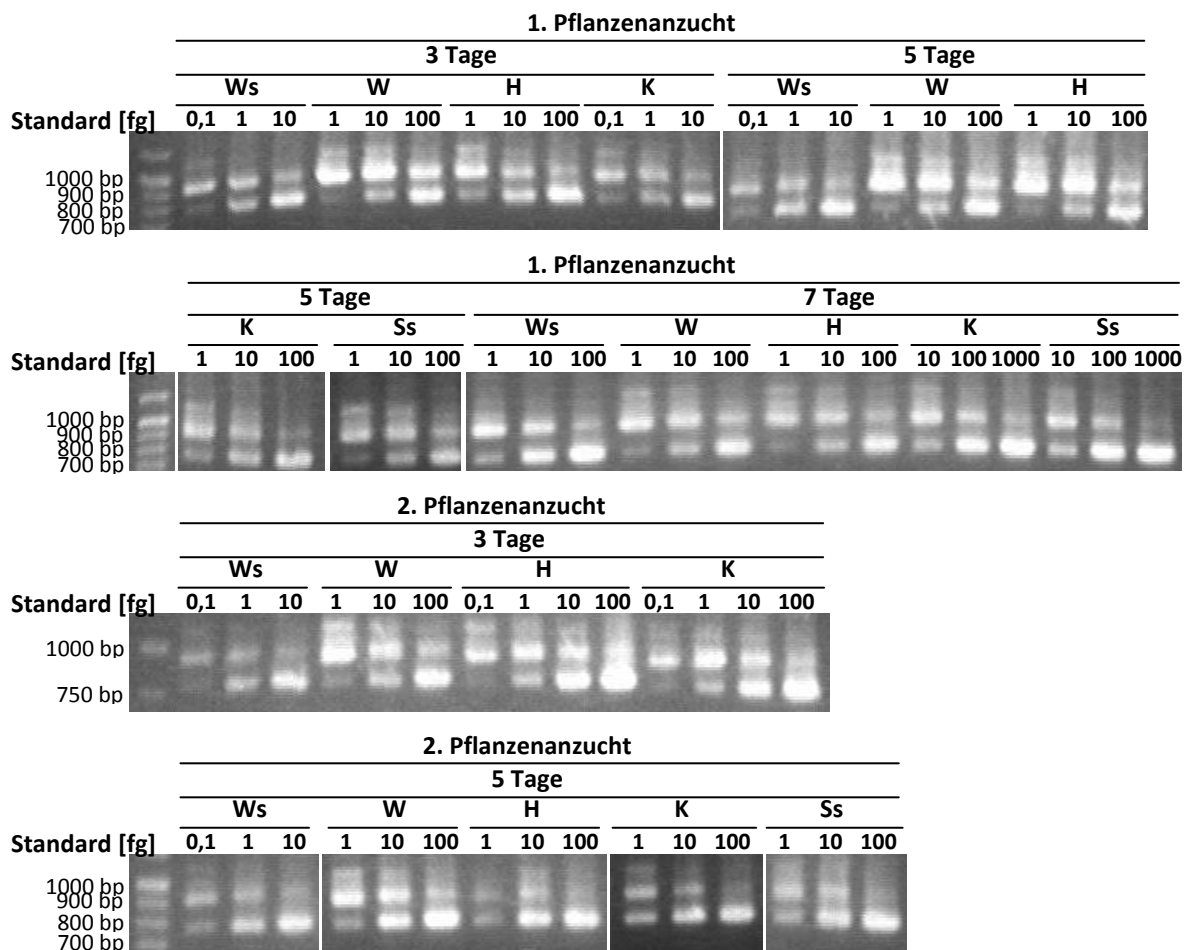 1. Pflanzenanzucht
3 Tage 5 Tage
Ws W H K Ws W H
Standard [fg] 0,1 1 10 1 10 100 1 10 100 0,1 1 10 0,1 1 10 1 10 100 1 10 100
1000 bp
900 bp
800 bp
700 bp
1. Pflanzenanzucht
5 Tage 7 Tage
K Ss Ws W H K Ss
Standard [fg] 1 10 100 1 10 100 1 10 100 1 10 100 1 10 100 10 100 1000 10 100 1000
1000 bp
900 bp
800 bp
700 bp
2. Pflanzenanzucht
3 Tage
Ws W H K
Standard [fg] 0,1 1 10 1 10 100 0,1 1 10 100 0,1 1 10 100
1000 bp
750 bp
2. Pflanzenanzucht
5 Tage
Ws W H K Ss
Standard [fg] 0,1 1 10 1 10 100 1 10 100 1 10 100 1 10 100
1000 bp
900 bp
800 bp
700 bp